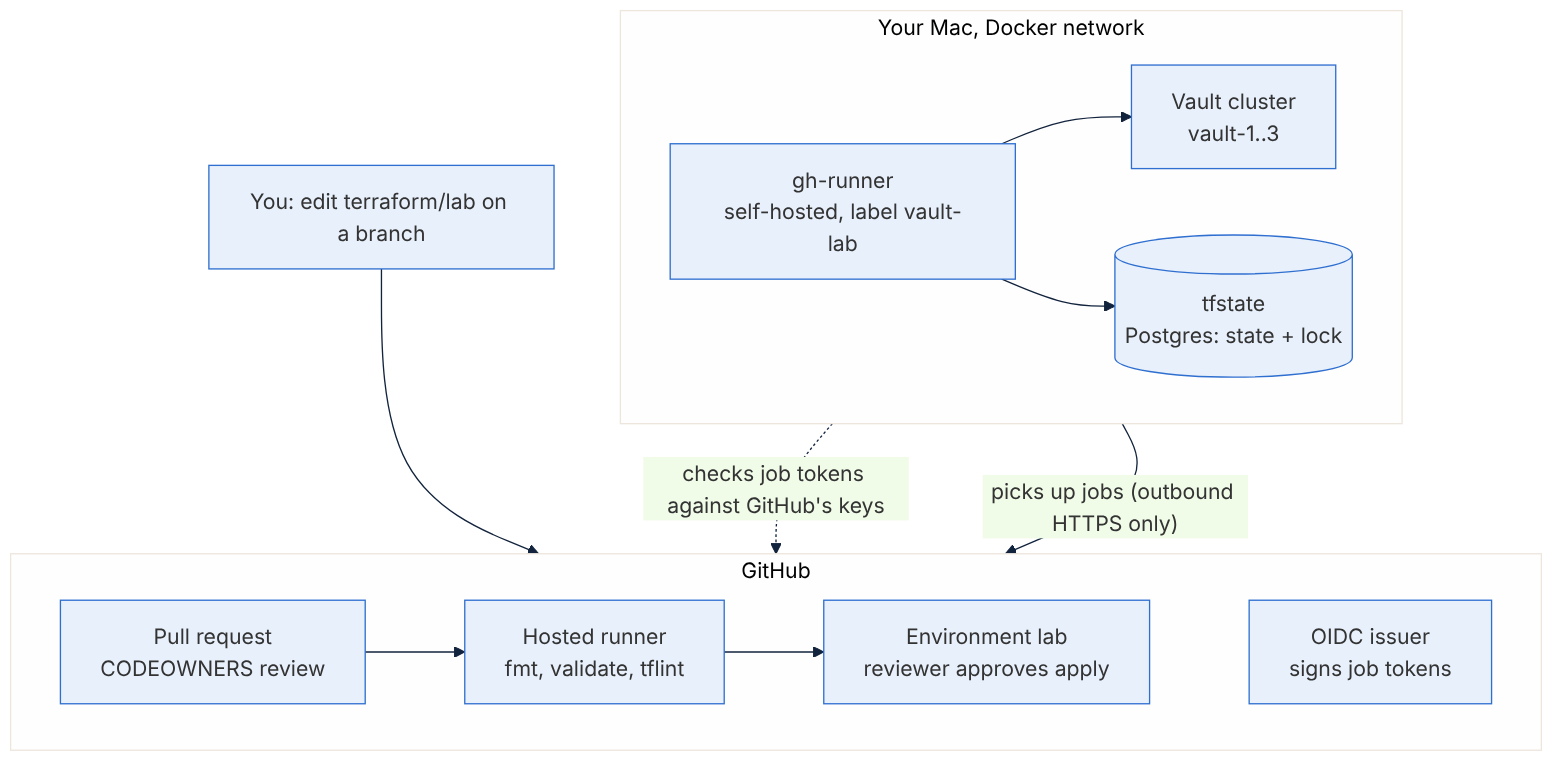 Your Mac, Docker network
Vault cluster
vault-1..3
gh-runner
self-hosted, label vault-
lab
You: edit terraform/lab on
a branch
tfstate
Postgres: state + lock
checks job tokens
against GitHub's keys
picks up jobs (outbound
HTTPS only)
GitHub
Pull request
CODEOWNERS review
Hosted runner
fmt, validate, tflint
Environment lab
reviewer approves apply
OIDC issuer
signs job tokens